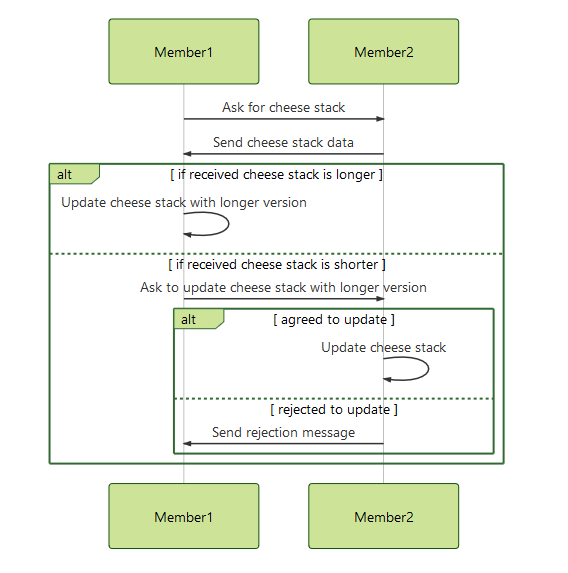 Member1 Member2
Ask for cheese stack
Send cheese stack data
alt [ if received cheese stack is longer ]
Update cheese stack with longer version
[ if received cheese stack is shorter ]
Ask to update cheese stack with longer version
alt [ agreed to update ]
Update cheese stack
[ rejected to update ]
Send rejection message
Member1 Member2